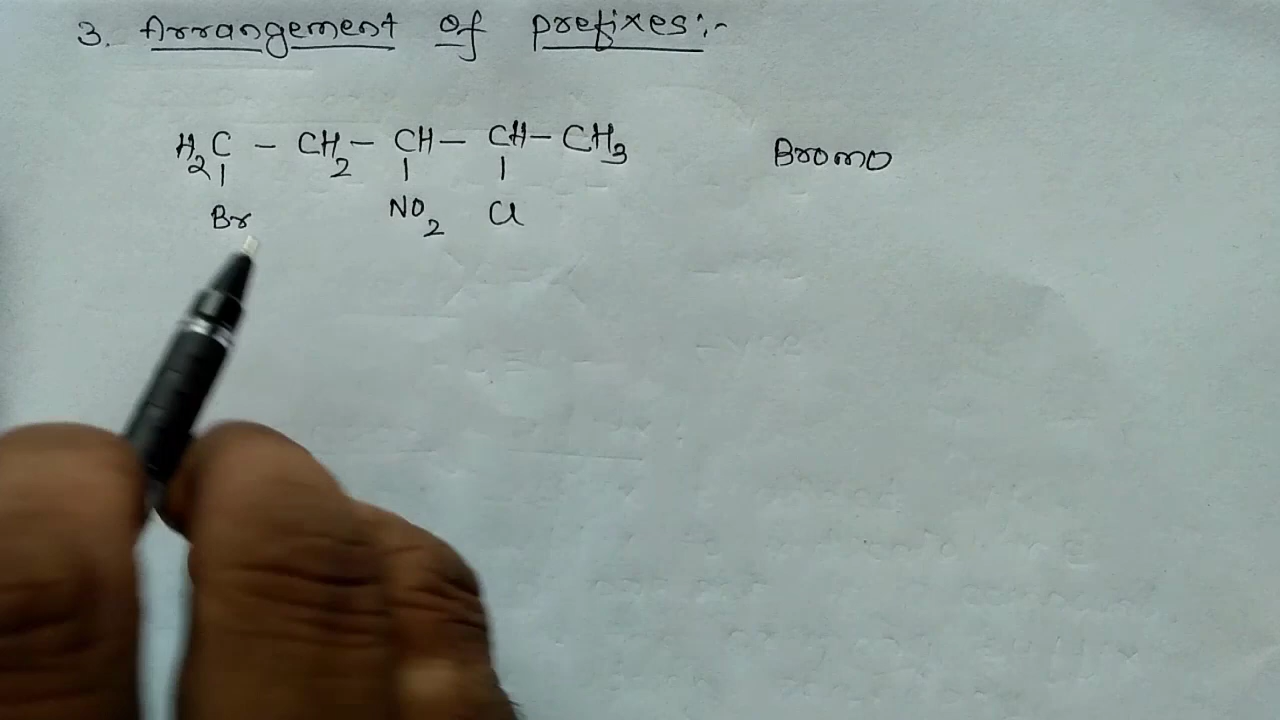 3. Arrangement of prefixes:-
H2C - CH2 - CH - CH - CH3 Bromo
Br NO2 Cl